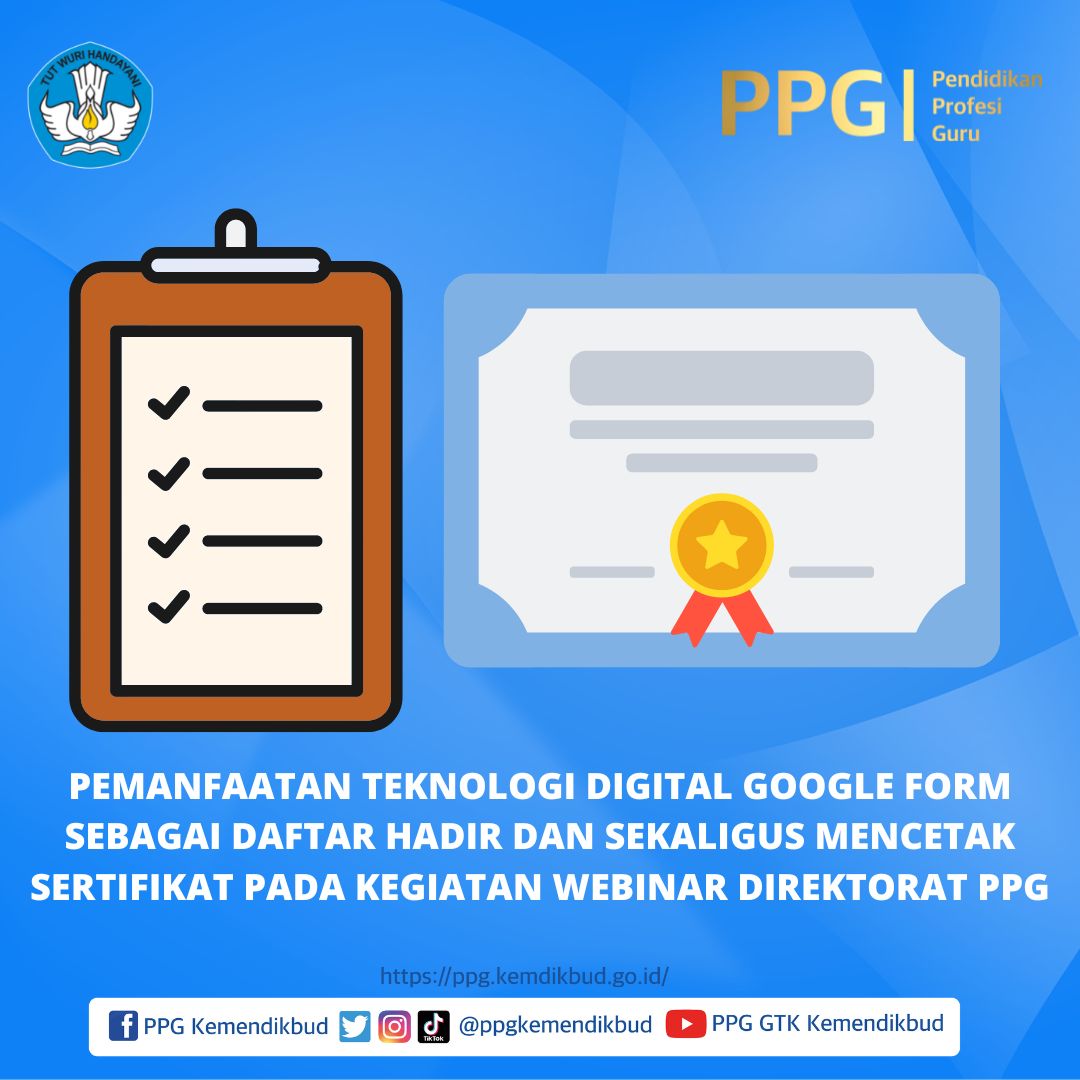 TUT WURI HANDAYANI
PPG
Pendidikan
Profesi
Guru
PEMANFAATAN TEKNOLOGI DIGITAL GOOGLE FORM
SEBAGAI DAFTAR HADIR DAN SEKALIGUS MENCETAK
SERTIFIKAT PADA KEGIATAN WEBINAR DIREKTORAT PPG
https://ppg.kemdikbud.go.id/
PPG Kemendikbud TikTok @ppgkemendikbud PPG GTK Kemendikbud